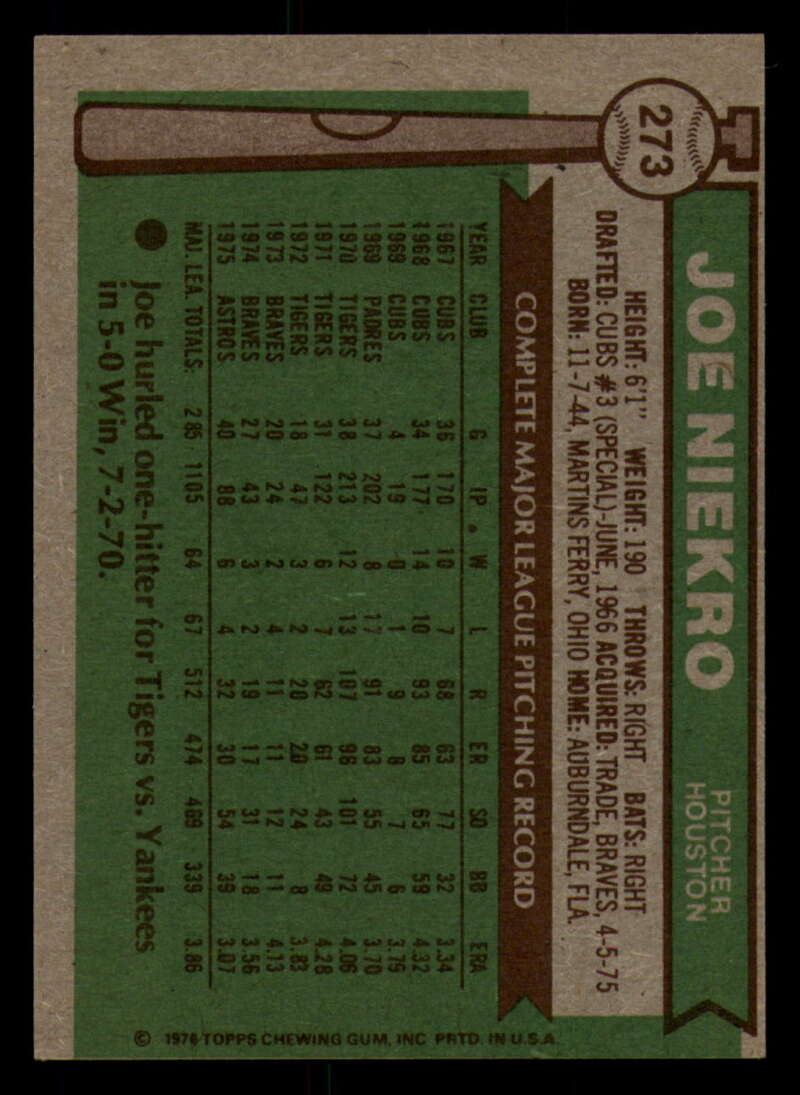 273
JOE NIEKRO
PITCHER
HOUSTON
HEIGHT: 6'1" WEIGHT: 190 THROWS: RIGHT BATS: RIGHT
DRAFTED: CUBS #3 (SPECIAL)-JUNE, 1966 ACQUIRED: TRADE, BRAVES, 4-5-75
BORN: 11-7-44, MARTINS FERRY, OHIO HOME: AUBURNDALE, FLA.
COMPLETE MAJOR LEAGUE PITCHING RECORD
YEAR CLUB G IP. W L R ER SO BB ERA
1967 CUBS 36 170 10 7 68 63 77 32 3.34
1968 CUBS 34 177 14 10 93 85 65 59 4.32
1969 CUBS 4 19 0 1 9 8 7 6 3.79
1969 PADRES 37 202 8 17 91 83 55 45 3.70
1970 TIGERS 38 213 12 13 107 96 101 72 4.06
1971 TIGERS 31 122 6 7 62 61 43 49 4.28
1972 TIGERS 18 47 3 2 20 20 24 8 3.83
1973 BRAVES 20 24 2 4 11 11 12 11 4.13
1974 BRAVES 27 43 3 2 19 17 31 18 3.56
1975 ASTROS 40 88 6 4 32 30 54 39 3.07
MAJ. LEA. TOTALS: 285 1105 64 67 512 474 469 339 3.86
Joe hurled one-hitter for Tigers vs. Yankees
in 5-0 Win, 7-2-70.
© 1976 TOPPS CHEWING GUM, INC PRTD. IN U.S.A.